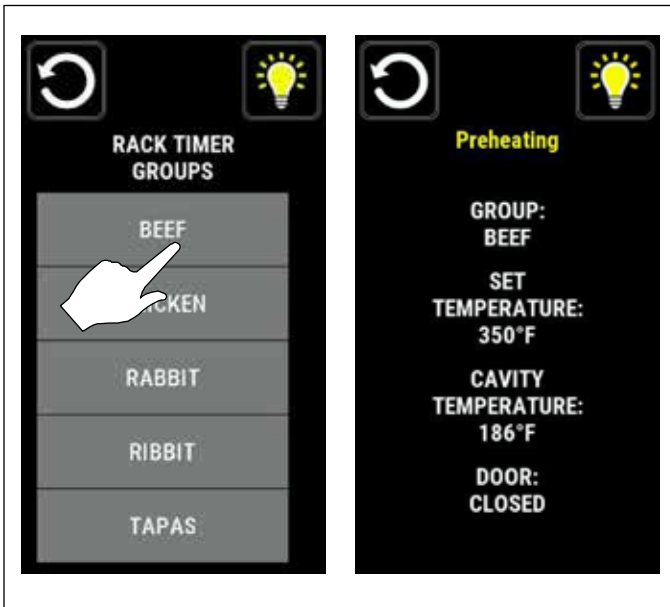 RACK TIMER
GROUPS
BEEF
RABBIT
RIBBIT
TAPAS
Preheating
GROUP:
BEEF
SET
TEMPERATURE:
350°F
CAVITY
TEMPERATURE:
186°F
DOOR:
CLOSED